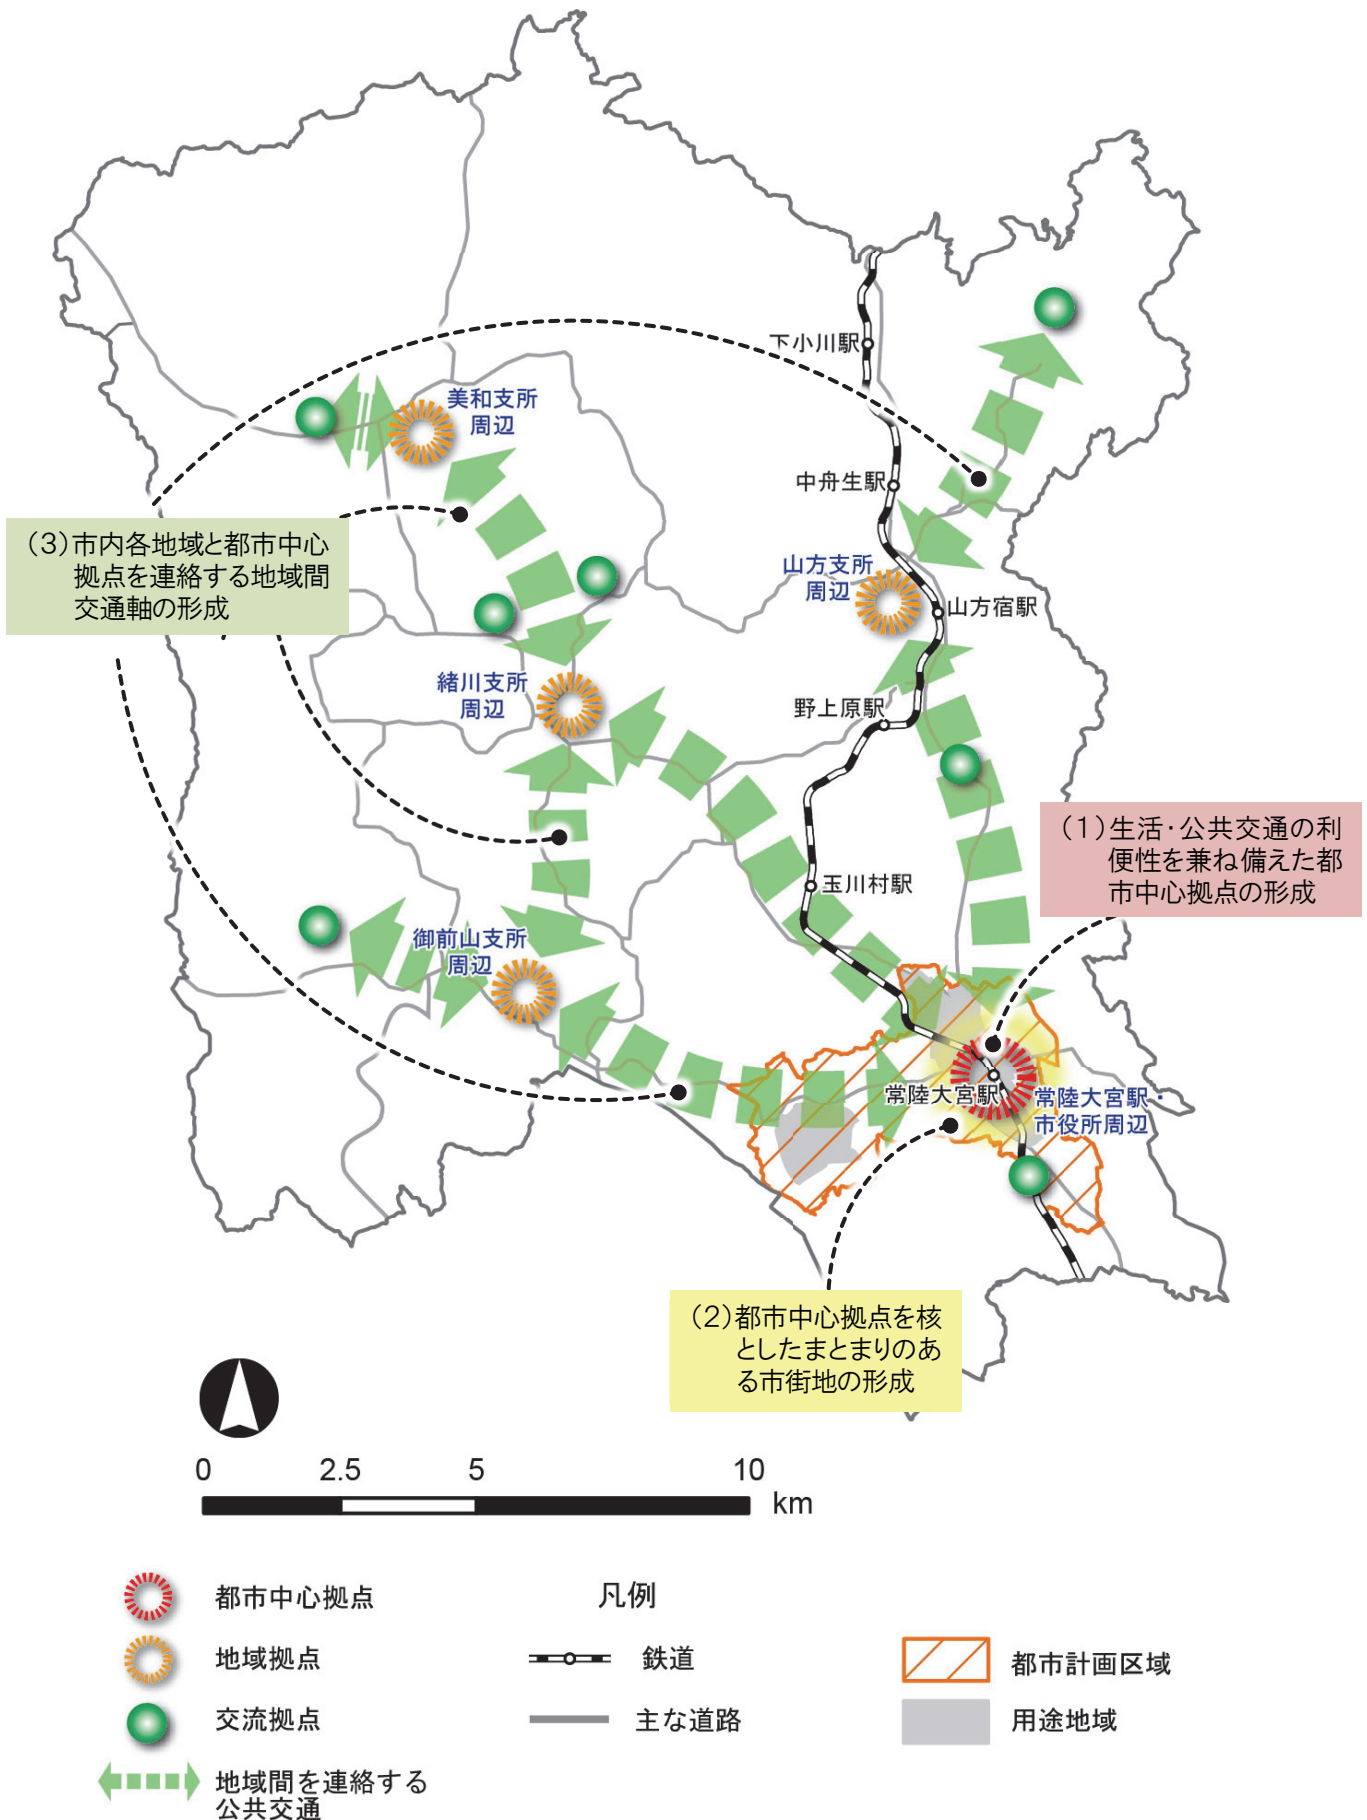 下小川駅
美和支所
周辺
中舟生駅
(3)市内各地域と都市中心
拠点を連絡する地域間
交通軸の形成
山方支所
周辺
山方宿駅
緒川支所
周辺
野上原駅
(1)生活・公共交通の利
便性を兼ね備えた都
市中心拠点の形成
玉川村駅
御前山支所
周辺
常陸大宮駅
常陸大宮駅・
市役所周辺
(2)都市中心拠点を核
としたまとまりのあ
る市街地の形成
0 2.5 5 10
km
凡例
都市中心拠点
地域拠点
交流拠点
地域間を連絡する
公共交通
鉄道
主な道路
都市計画区域
用途地域